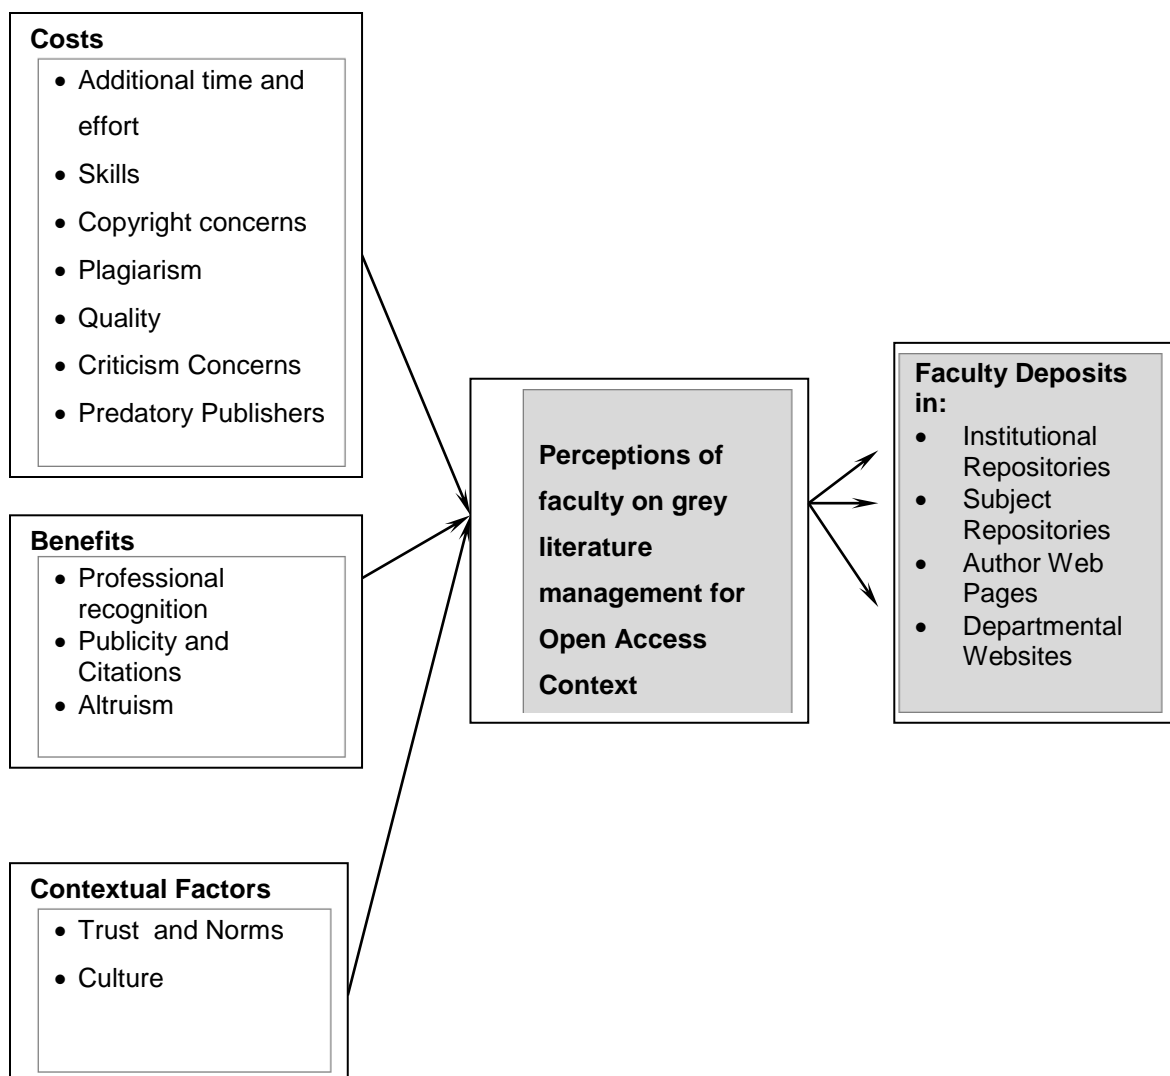 Costs
• Additional time and
effort
• Skills
• Copyright concerns
• Plagiarism
• Quality
• Criticism Concerns
• Predatory Publishers
Benefits
• Professional
recognition
• Publicity and
Citations
• Altruism
Contextual Factors
• Trust and Norms
• Culture
Perceptions of
faculty on grey
literature
management for
Open Access
Context
Faculty Deposits
in:
• Institutional
Repositories
• Subject
Repositories
• Author Web
Pages
• Departmental
Websites